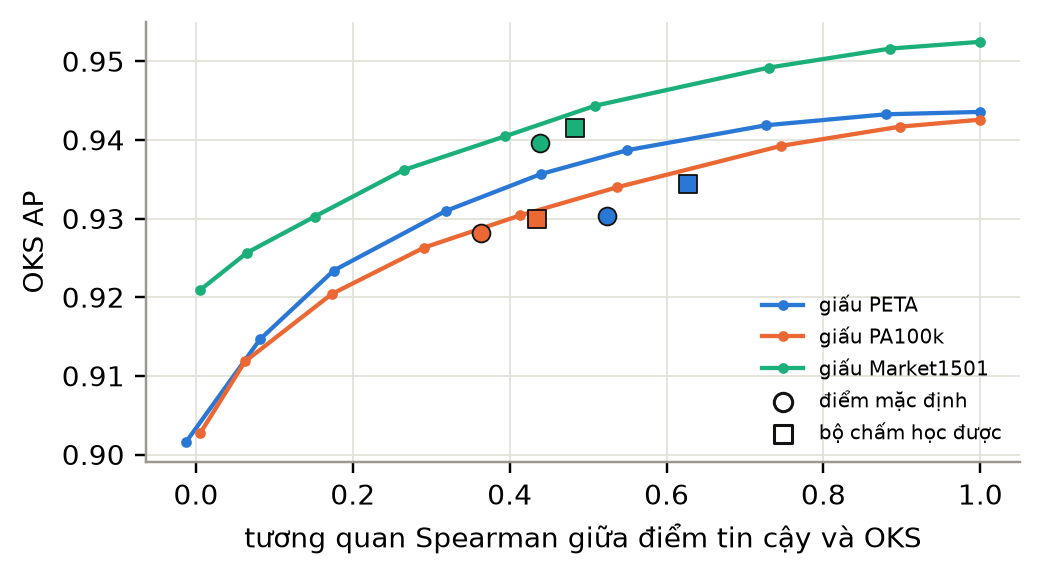 OKS AP
0.95
0.94
0.93
0.92
0.91
0.90
giấu PETA
giấu PA100k
giấu Market1501
điểm mặc định
bộ chấm học được
0.0 0.2 0.4 0.6 0.8 1.0
tương quan Spearman giữa điểm tin cậy và OKS